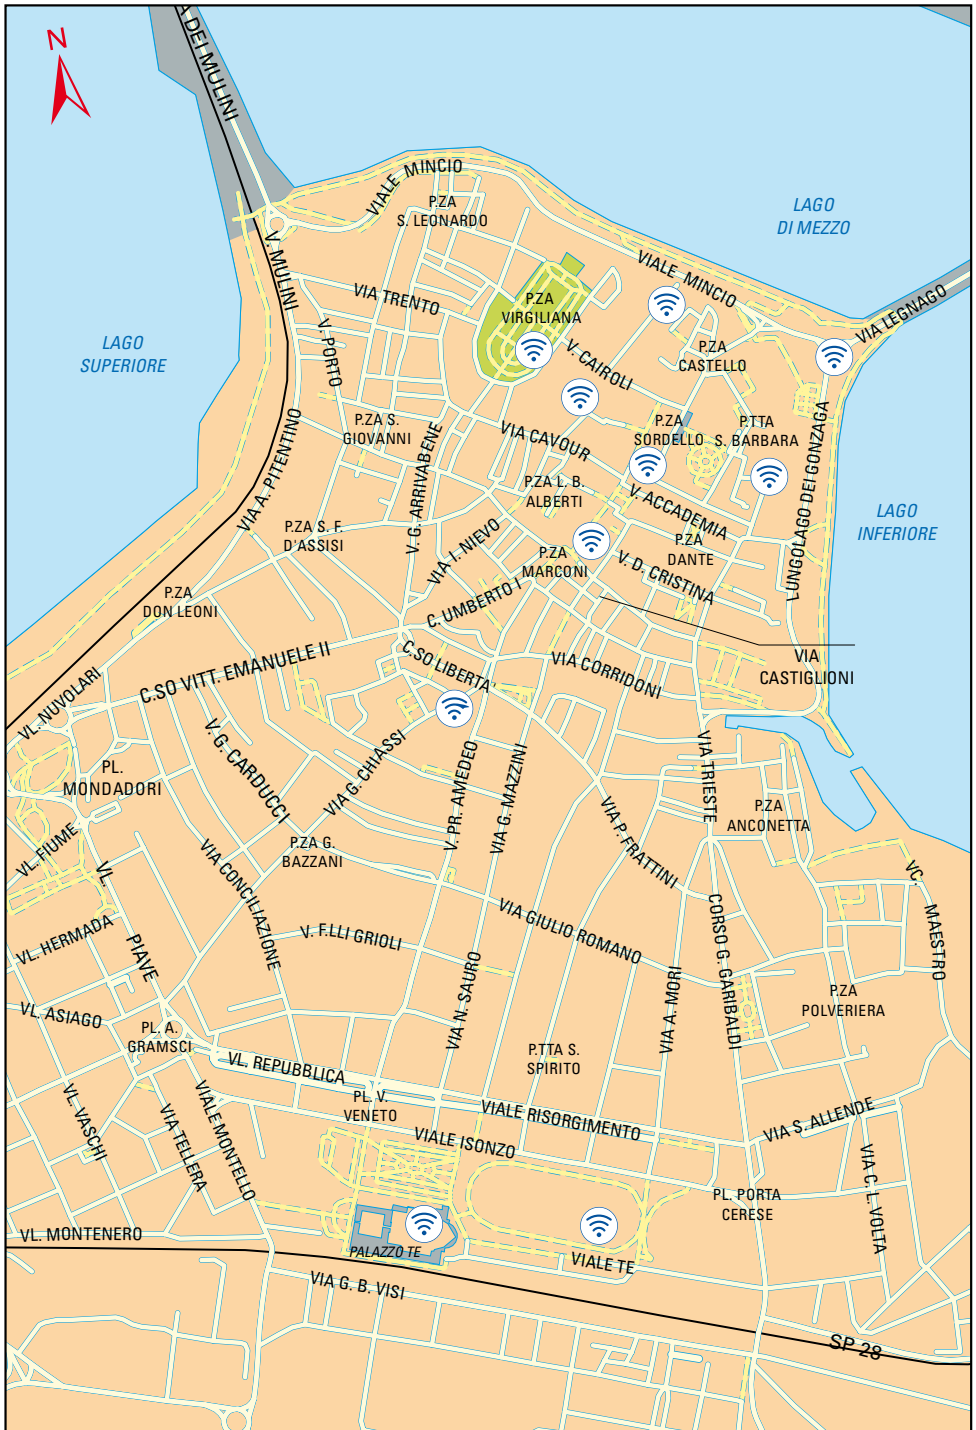 N
A DEI MULINI
VIALE MINCIO
P.ZA
S. LEONARDO
LAGO
DI MEZZO
V. MULINI
VIALE MINCIO
VIA TRENTO
P.ZA
VIRGILIANA
VIA LEGNAGO
LAGO
SUPERIORE
V. PORTO
V. CAIROLI
P.ZA
CASTELLO
P.ZA S.
GIOVANNI
VIA CAVOUR
P.ZA
SORDELLO
P.TTA
S. BARBARA
VIA A. PITENTINO
V. G. ARRIVABENE
P.ZA L. B.
ALBERTI
V. ACCADEMIA
LUNGOLAGO DEI GONZAGA
LAGO
INFERIORE
P.ZA S. F.
D'ASSISI
VIA I. NIEVO
P.ZA
MARCONI
P.ZA
DANTE
V. D. CRISTINA
P.ZA
DON LEONI
C. UMBERTO I
C.SO VITT. EMANUELE II
C.SO LIBERTA'
VIA CORRIDONI
VIA
CASTIGLIONI
VL. NUVOLARI
V. G. CARDUCCI
VIA G. CHIASSI
V. PR. AMEDEO
VIA G. MAZZINI
VIA TRIESTE
PL.
MONDADORI
P.ZA
ANCONETTA
VL. FIUME
P.ZA G.
BAZZANI
VIA P. FRATTINI
VIA CONCILIAZIONE
VL. PIAVE
VC. MAESTRO
VL. HERMADA
V. F.LLI GRIOLI
VIA GIULIO ROMANO
CORSO G. GARIBALDI
VIA N. SAURO
VIA A. MORI
P.ZA
POLVERIERA
VL. ASIAGO
PL. A.
GRAMSCI
VL. REPUBBLICA
P.TTA S.
SPIRITO
PL. V.
VENETO
VIALE RISORGIMENTO
VIA S. ALLENDE
VL. VASCHI
VIA TELLERA
VIALE MONTELLO
VIALE ISONZO
VIA C. L. VOLTA
PL. PORTA
CERESE
VL. MONTENERO
PALAZZO TE
VIALE TE
VIA G. B. VISI
SP 28